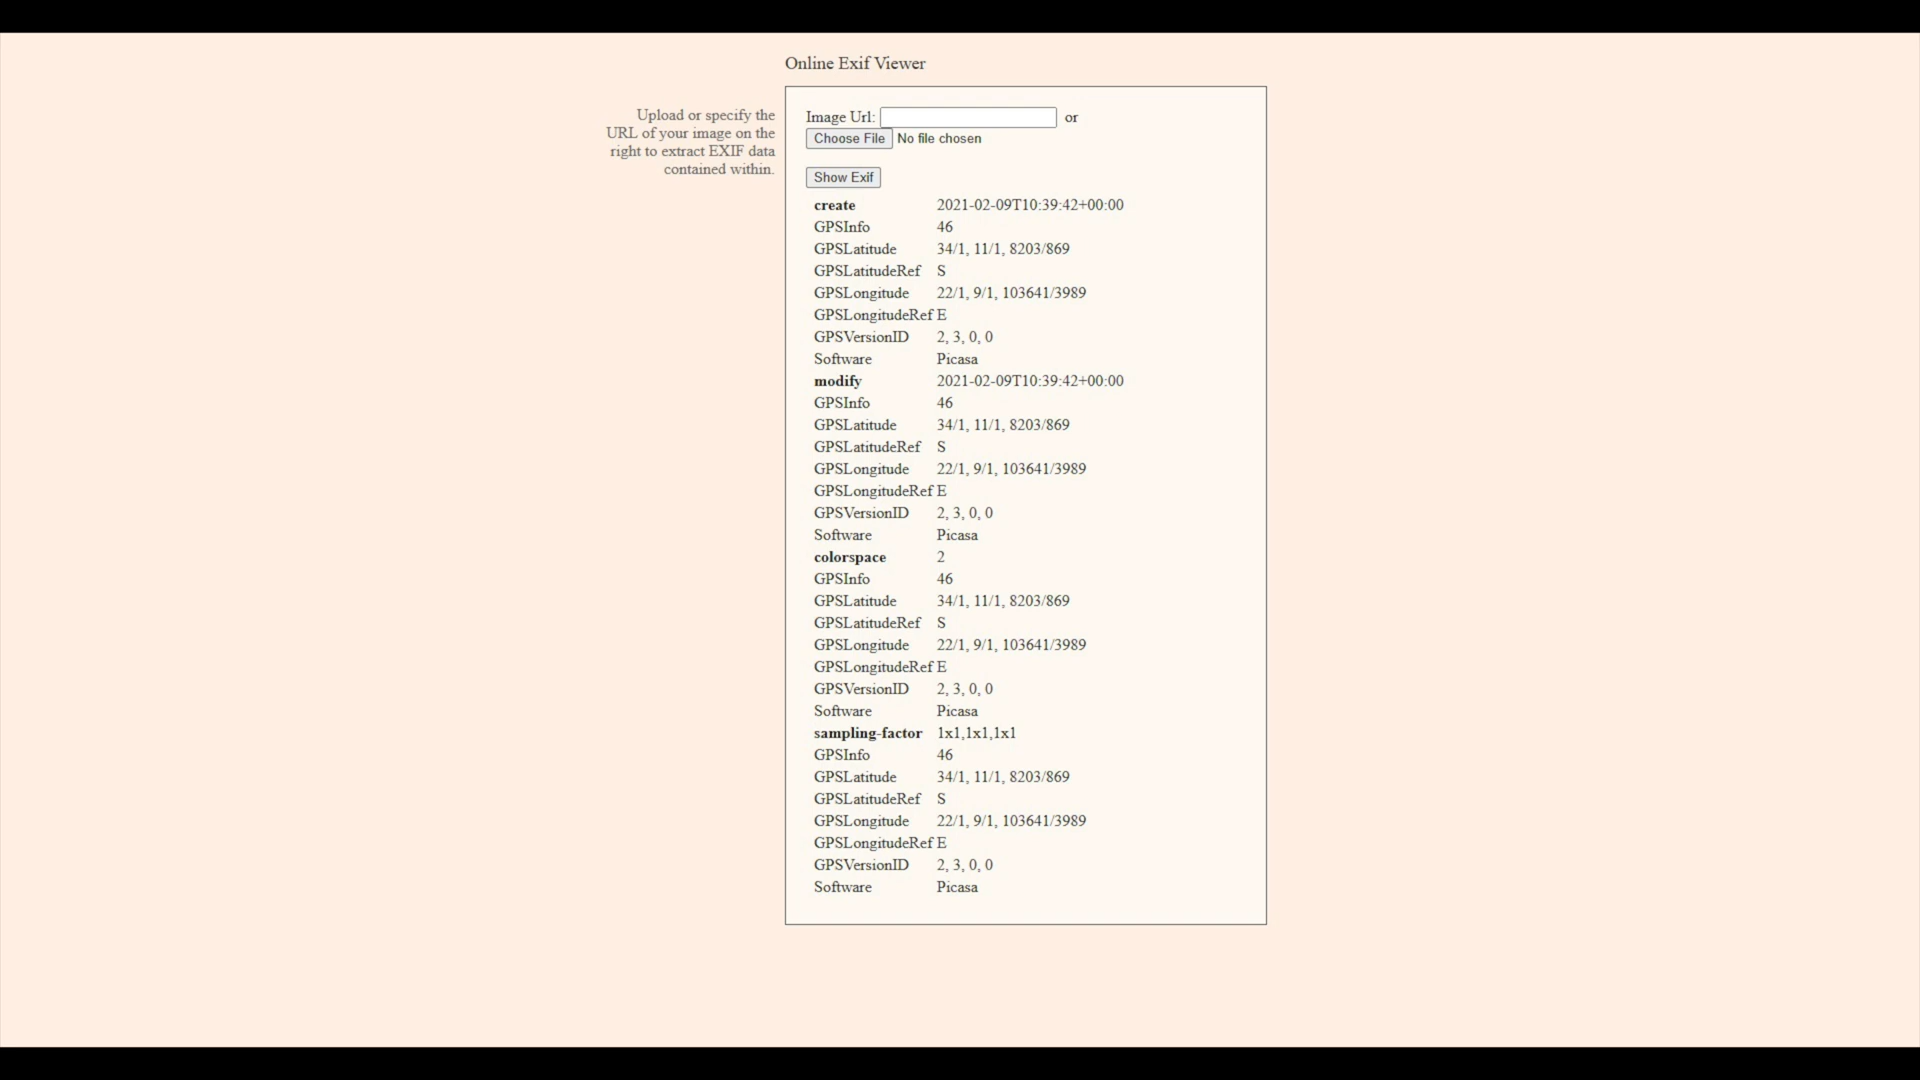 Online Exif Viewer
Upload or specify the
URL of your image on the
right to extract EXIF data
contained within.
Image Url: or
Choose File No file chosen
Show Exif
create 2021-02-09T10:39:42+00:00
GPSInfo 46
GPSLatitude 34/1, 11/1, 8203/869
GPSLatitudeRef S
GPSLongitude 22/1, 9/1, 103641/3989
GPSLongitudeRef E
GPSVersionID 2, 3, 0, 0
Software Picasa
modify 2021-02-09T10:39:42+00:00
GPSInfo 46
GPSLatitude 34/1, 11/1, 8203/869
GPSLatitudeRef S
GPSLongitude 22/1, 9/1, 103641/3989
GPSLongitudeRef E
GPSVersionID 2, 3, 0, 0
Software Picasa
colorspace 2
GPSInfo 46
GPSLatitude 34/1, 11/1, 8203/869
GPSLatitudeRef S
GPSLongitude 22/1, 9/1, 103641/3989
GPSLongitudeRef E
GPSVersionID 2, 3, 0, 0
Software Picasa
sampling-factor 1x1,1x1,1x1
GPSInfo 46
GPSLatitude 34/1, 11/1, 8203/869
GPSLatitudeRef S
GPSLongitude 22/1, 9/1, 103641/3989
GPSLongitudeRef E
GPSVersionID 2, 3, 0, 0
Software Picasa